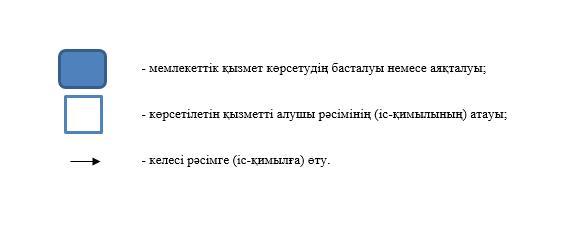 - мемлекеттік қызмет көрсетудің басталуы немесе аяқталуы;
- көрсетілетін қызметті алушы рәсімінің (іс-қимылының) атауы;
- келесі рәсімге (іс-қимылға) өту.